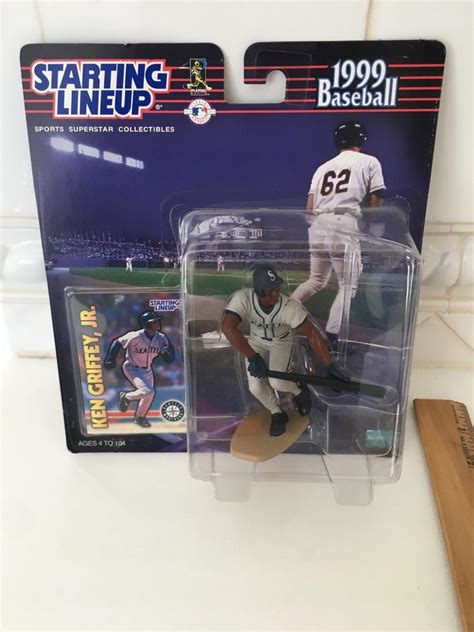 STARTING
LINEUP®
SPORTS SUPERSTAR COLLECTIBLES
1999
Baseball
62
STARTING
LINEUP
KEN GRIFFEY, JR.
SEATTLE
S
AGES 4 TO 104